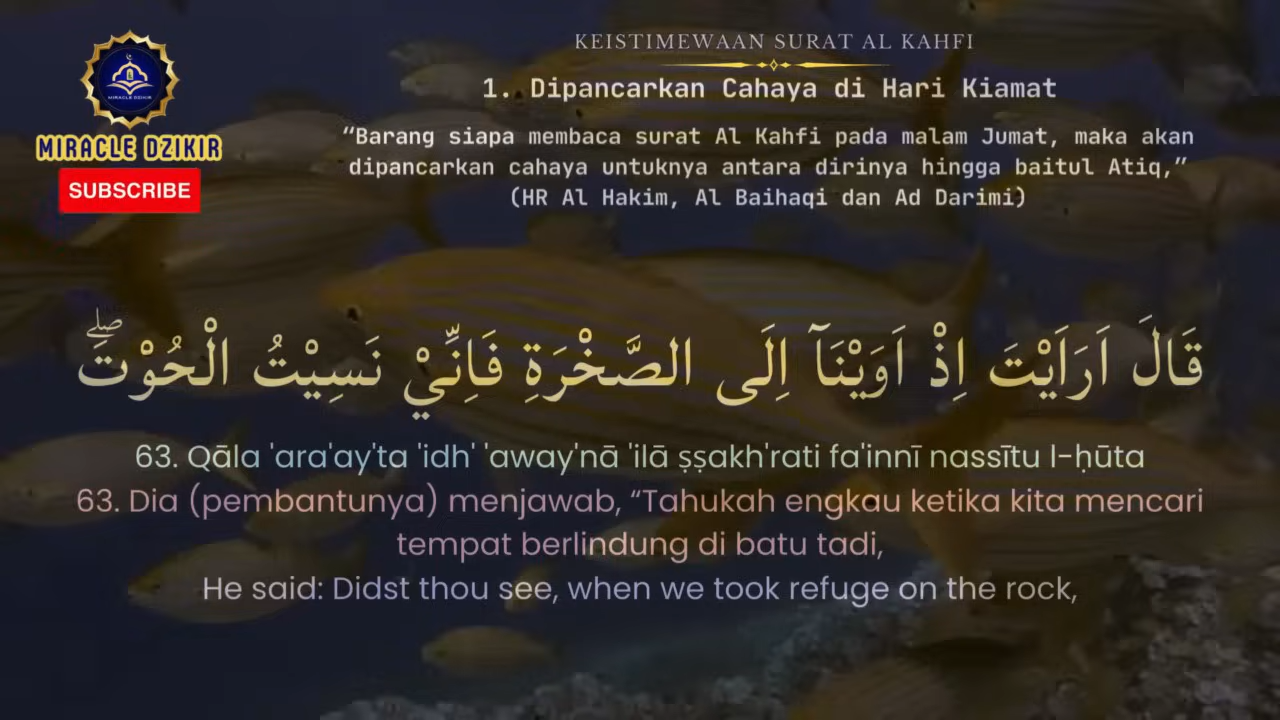 KEISTIMEWAAN SURAT AL KAHFI
1. Dipancarkan Cahaya di Hari Kiamat
“Barang siapa membaca surat Al Kahfi pada malam Jumat, maka akan
dipancarkan cahaya untuknya antara dirinya hingga baitul Atiq,”
(HR Al Hakim, Al Baihaqi dan Ad Darimi)
MIRACLE DZIKIR
MIRACLE DZIKIR
SUBSCRIBE
قَالَ اَرَاَيْتَ اِذْ اَوَيْنَآ اِلَى الصَّخْرَةِ فَاِنِّيْ نَسِيْتُ الْحُوْتَۖ
63. Qāla 'ara'ay'ta 'idh' 'away'nā 'ilā ṣṣakh'rati fa'innī nassītu l-ḥūta
63. Dia (pembantunya) menjawab, “Tahukah engkau ketika kita mencari
tempat berlindung di batu tadi,
He said: Didst thou see, when we took refuge on the rock,